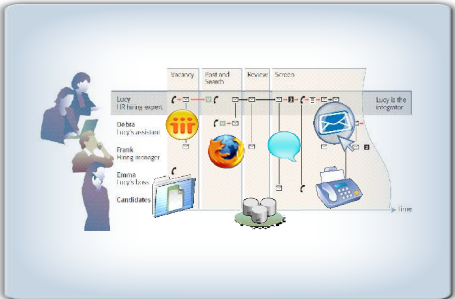 Vacancy
Post and
Search
Review
Screen
Lucy
HR hiring expert
Lucy is the
integrator
Debra
Lucy's assistant
Frank
Hiring manager
Emma
Lucy's boss
Candidates
Time